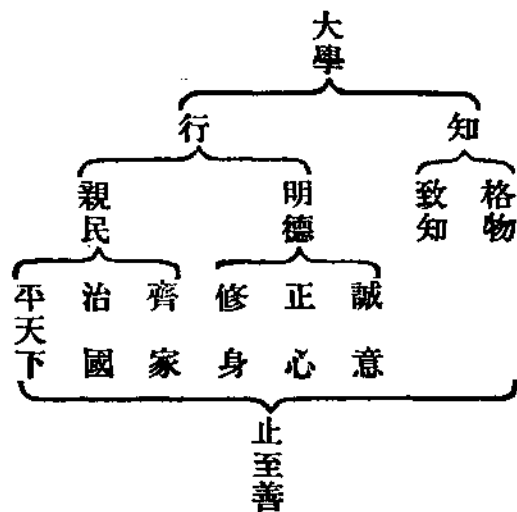 大學
知
行
格物
致知
明德
親民
誠意
正心
修身
齊家
治國
平天下
止至善